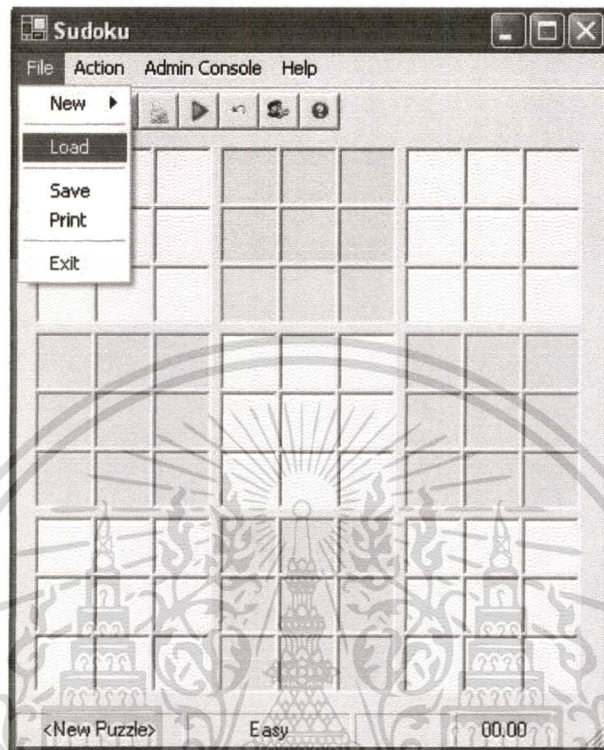 Sudoku
File Action Admin Console Help
New
Load
Save
Print
Exit
<New Puzzle> Easy 00.00